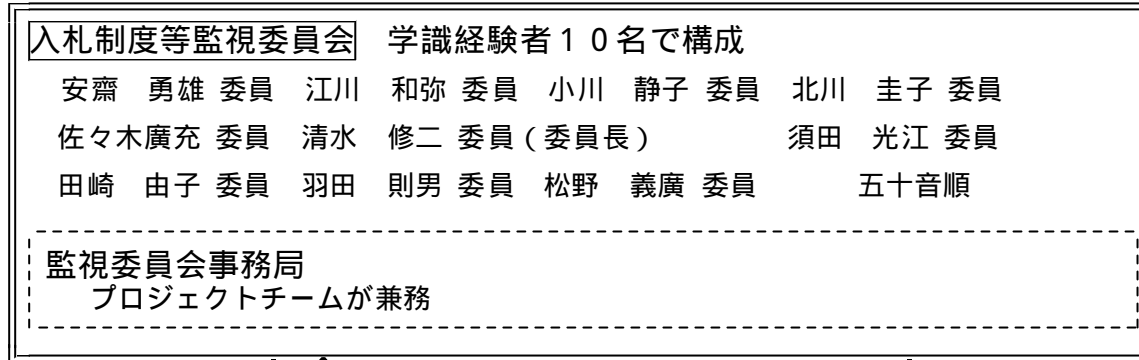 入札制度等監視委員会　学識経験者１０名で構成
安齋　勇雄 委員　江川　和弥 委員　小川　静子 委員　北川　圭子 委員
佐々木廣充 委員　清水　修二 委員（委員長）　須田　光江 委員
田崎　由子 委員　羽田　則男 委員　松野　義廣 委員　五十音順
監視委員会事務局
プロジェクトチームが兼務